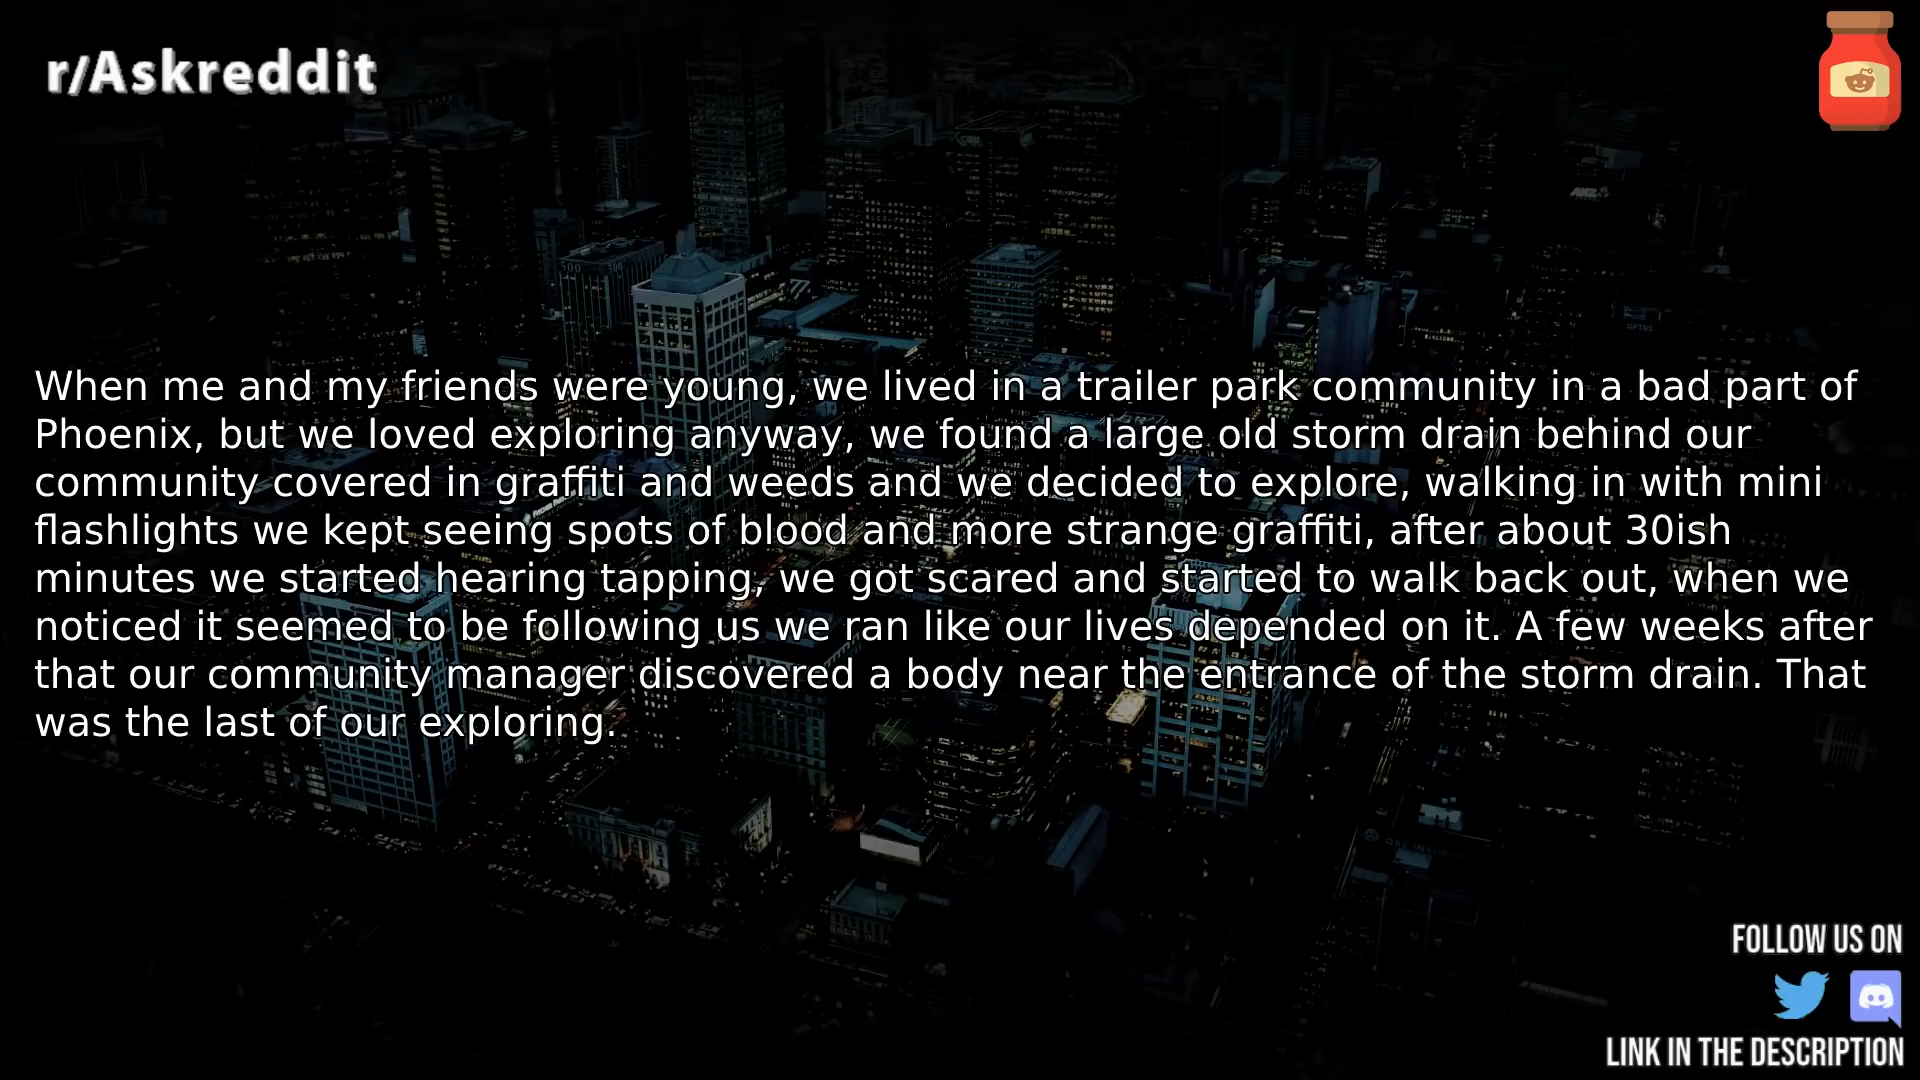 r/Askreddit
When me and my friends were young, we lived in a trailer park community in a bad part of
Phoenix, but we loved exploring anyway, we found a large old storm drain behind our
community covered in graffiti and weeds and we decided to explore, walking in with mini
flashlights we kept seeing spots of blood and more strange graffiti, after about 30ish
minutes we started hearing tapping, we got scared and started to walk back out, when we
noticed it seemed to be following us we ran like our lives depended on it. A few weeks after
that our community manager discovered a body near the entrance of the storm drain. That
was the last of our exploring.
FOLLOW US ON
LINK IN THE DESCRIPTION